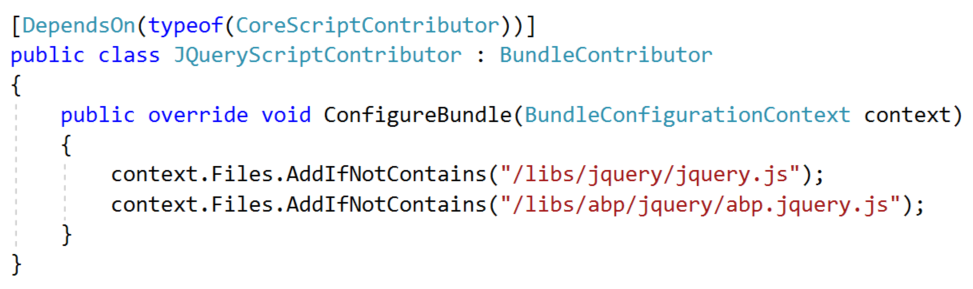 [DependsOn(typeof(CoreScriptContributor))]
public class JQueryScriptContributor : BundleContributor
{
    public override void ConfigureBundle(BundleConfigurationContext context)
    {
        context.Files.AddIfNotContains("/libs/jquery/jquery.js");
        context.Files.AddIfNotContains("/libs/abp/jquery/abp.jquery.js");
    }
}